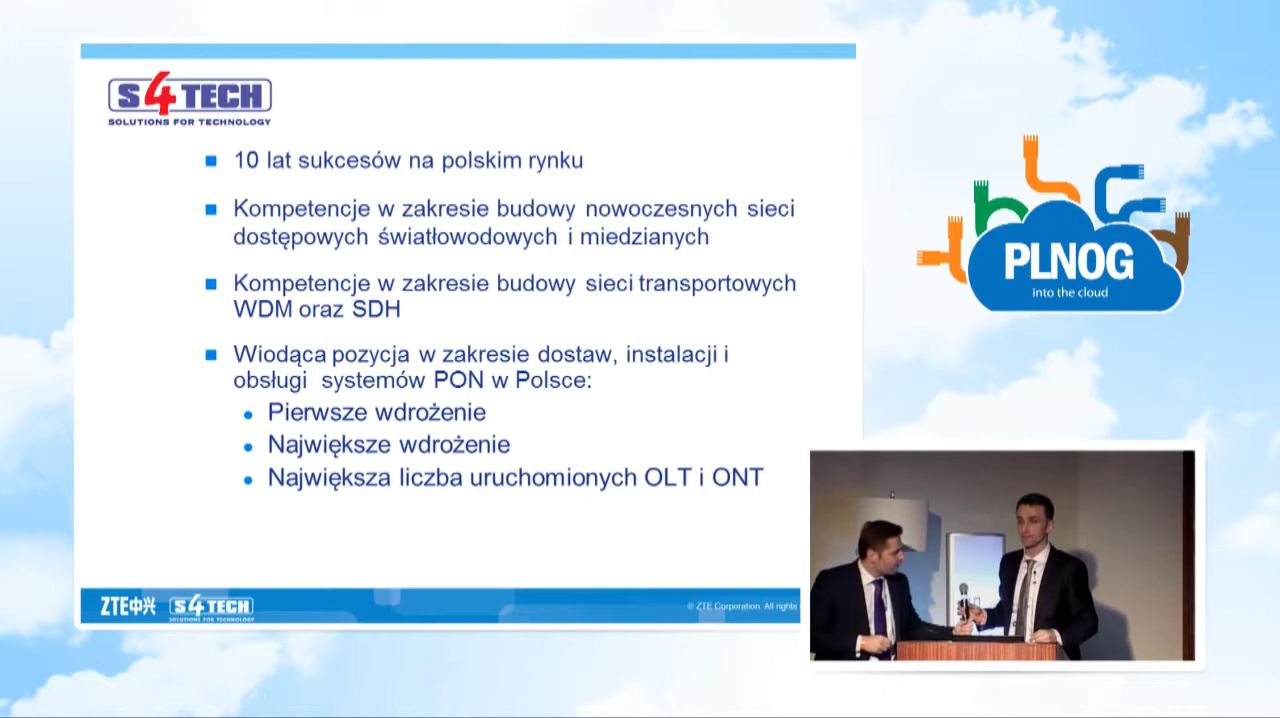 S4TECH
SOLUTIONS FOR TECHNOLOGY
10 lat sukcesów na polskim rynku
Kompetencje w zakresie budowy nowoczesnych sieci
dostępowych światłowodowych i miedzianych
Kompetencje w zakresie budowy sieci transportowych
WDM oraz SDH
Wiodąca pozycja w zakresie dostaw, instalacji i
obsługi systemów PON w Polsce:
Pierwsze wdrożenie
Największe wdrożenie
Największa liczba uruchomionych OLT i ONT
ZTE中兴
S4TECH
SOLUTIONS FOR TECHNOLOGY
© ZTE Corporation. All rights
PLNOG
into the cloud